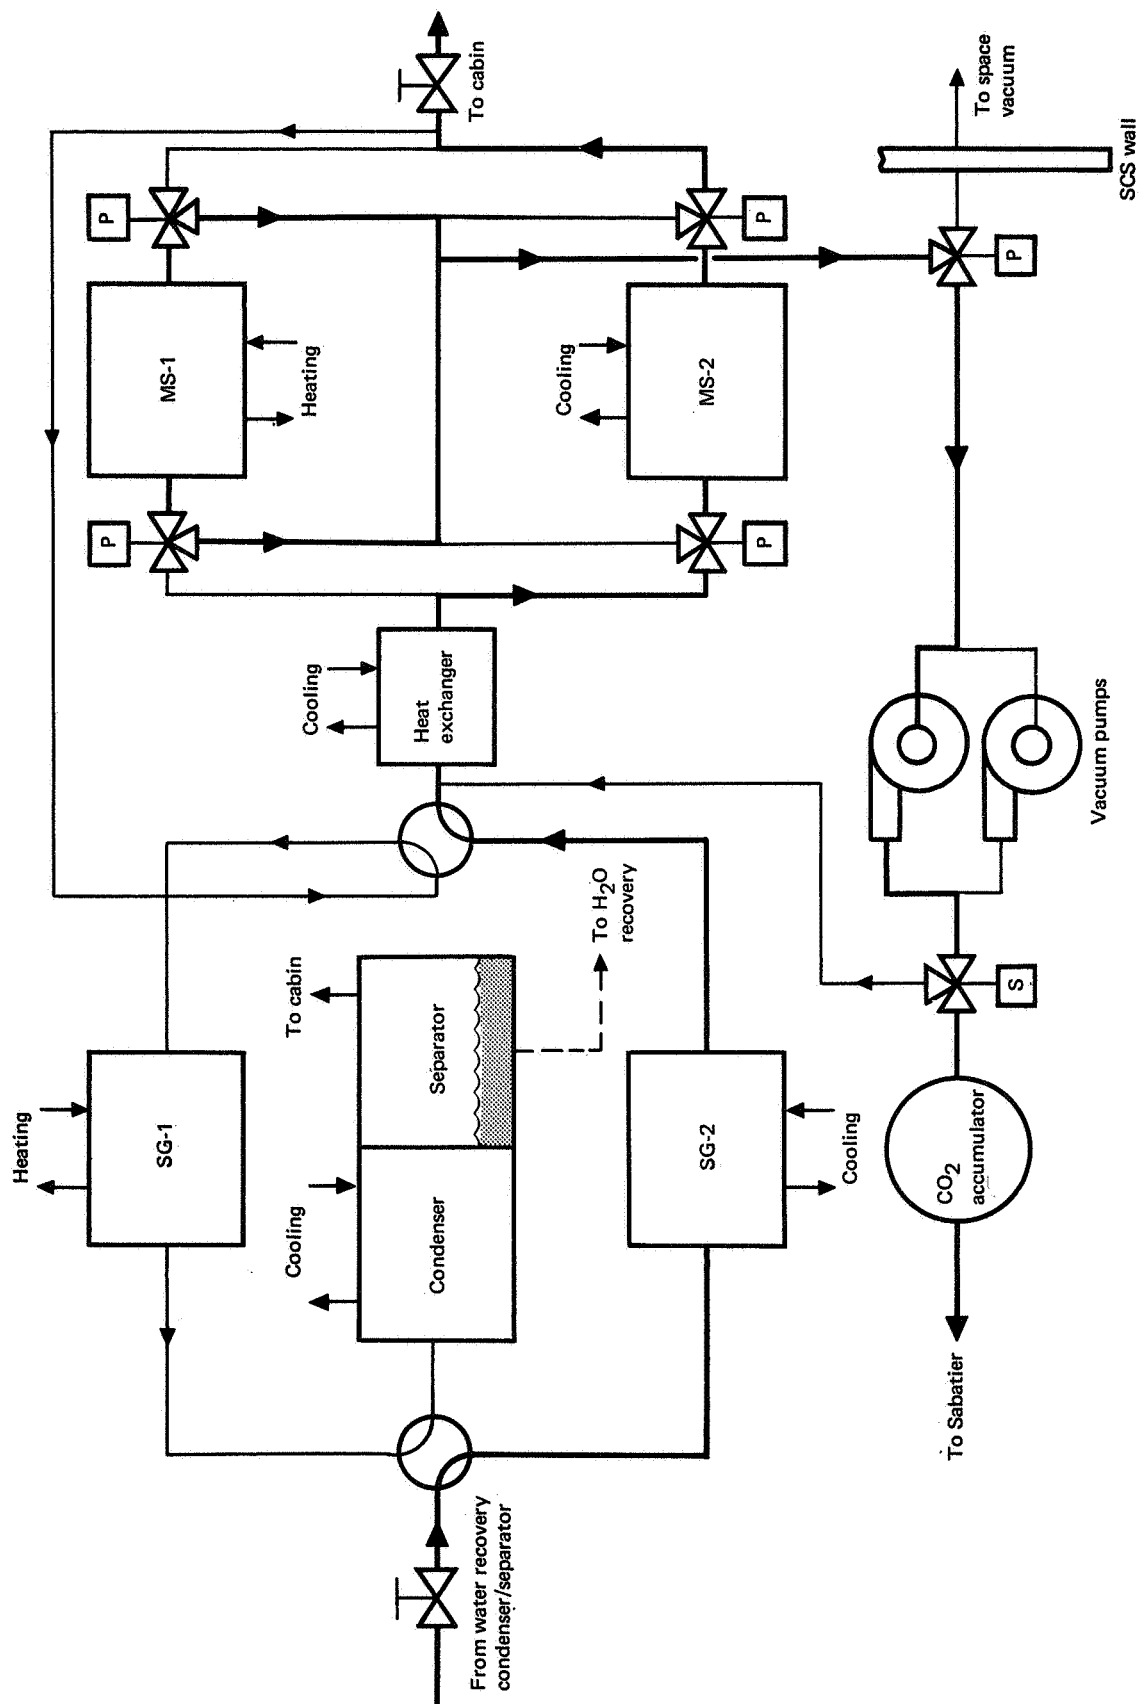 Heating
SG-1
Cooling
Condenser
To cabin
Separator
To H2O
recovery
From water recovery
condenser/separator
SG-2
Cooling
P
MS-1
Heating
P
Cooling
Heat
exchanger
Cooling
MS-2
P
P
To cabin
To Sabatier
CO2
accumulator
S
Vacuum pumps
P
To space
vacuum
SCS wall